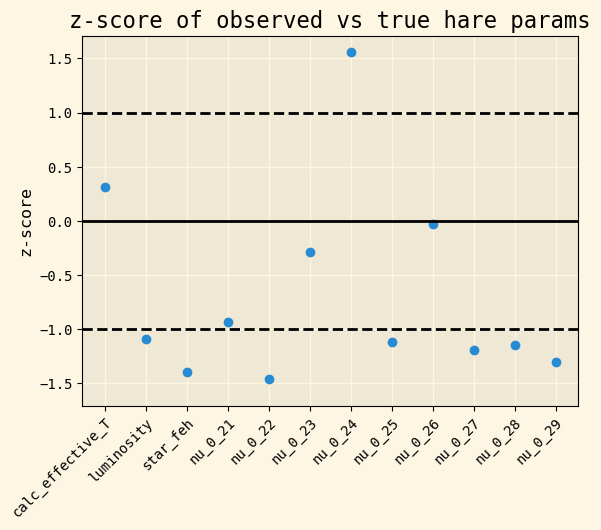 z-score of observed vs true hare params
z-score
1.5
1.0
0.5
0.0
−0.5
−1.0
−1.5
calc_effective_T
luminosity
star_feh
nu_0_21
nu_0_22
nu_0_23
nu_0_24
nu_0_25
nu_0_26
nu_0_27
nu_0_28
nu_0_29